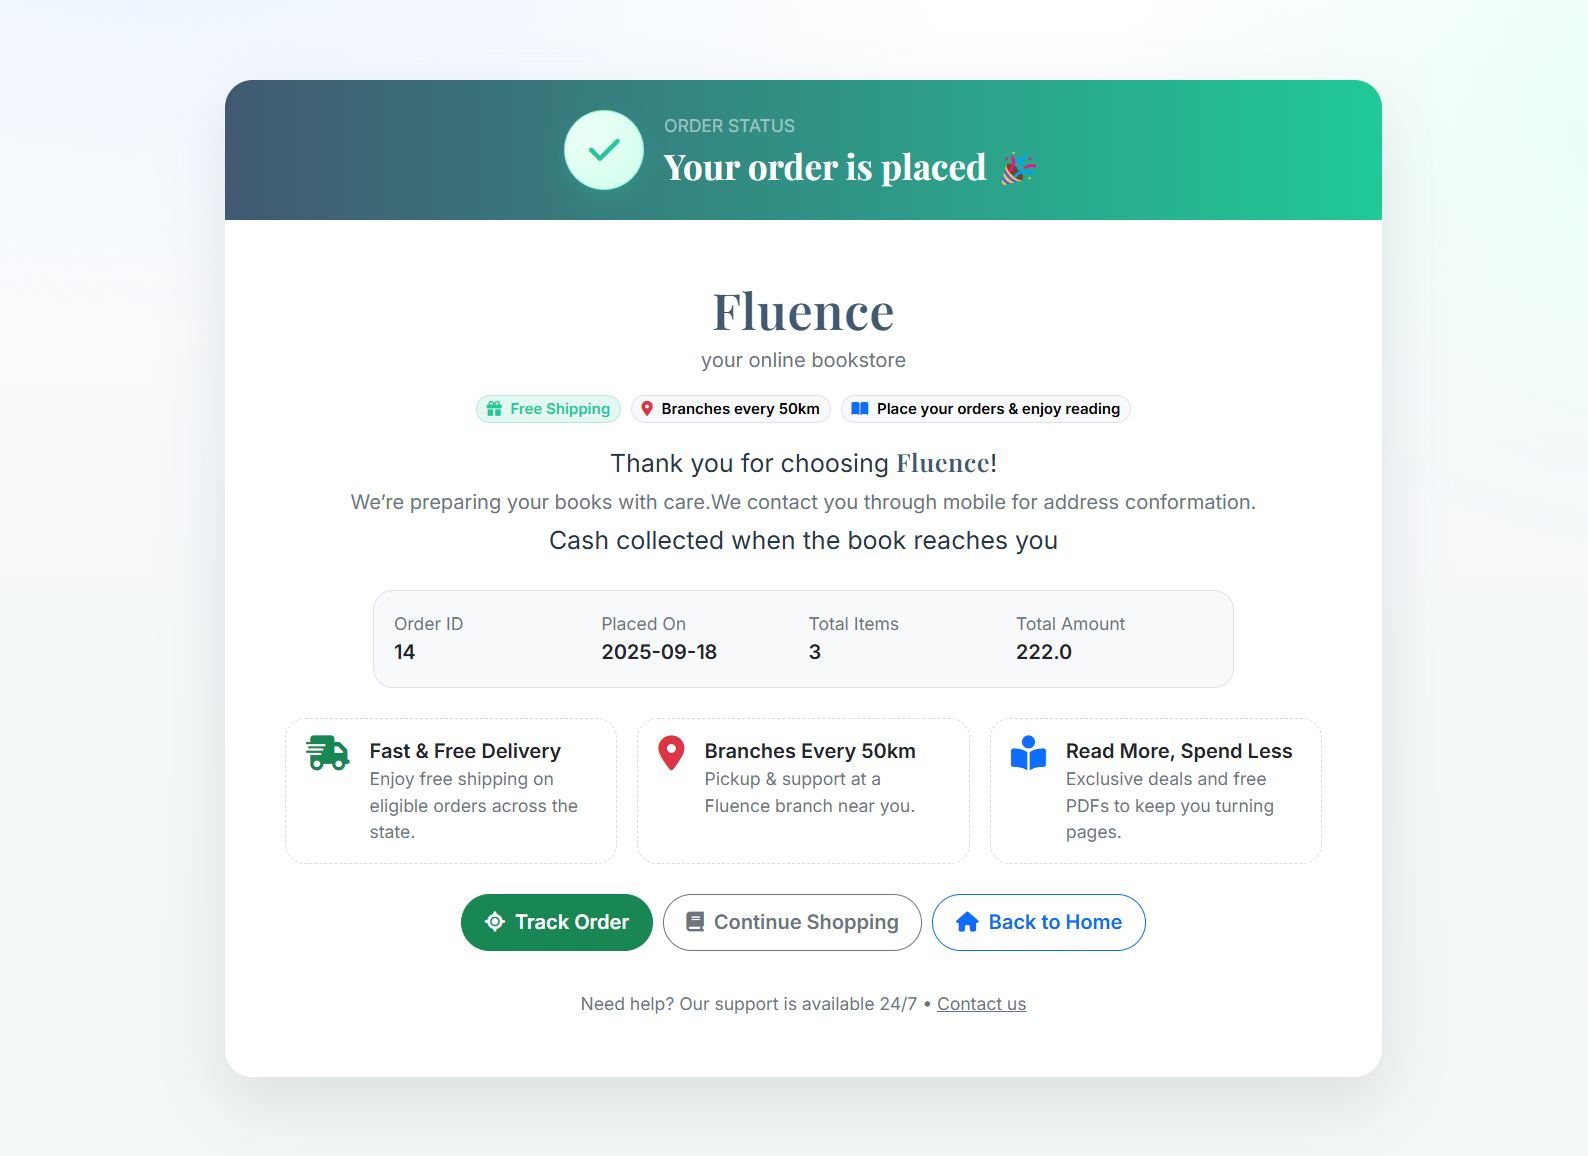 ORDER STATUS
Your order is placed 🎉
Fluence
your online bookstore
Free Shipping
Branches every 50km
Place your orders & enjoy reading
Thank you for choosing Fluence!
We’re preparing your books with care.We contact you through mobile for address conformation.
Cash collected when the book reaches you
Order ID
14
Placed On
2025-09-18
Total Items
3
Total Amount
222.0
Fast & Free Delivery
Enjoy free shipping on
eligible orders across the
state.
Branches Every 50km
Pickup & support at a
Fluence branch near you.
Read More, Spend Less
Exclusive deals and free
PDFs to keep you turning
pages.
Track Order
Continue Shopping
Back to Home
Need help? Our support is available 24/7 • Contact us